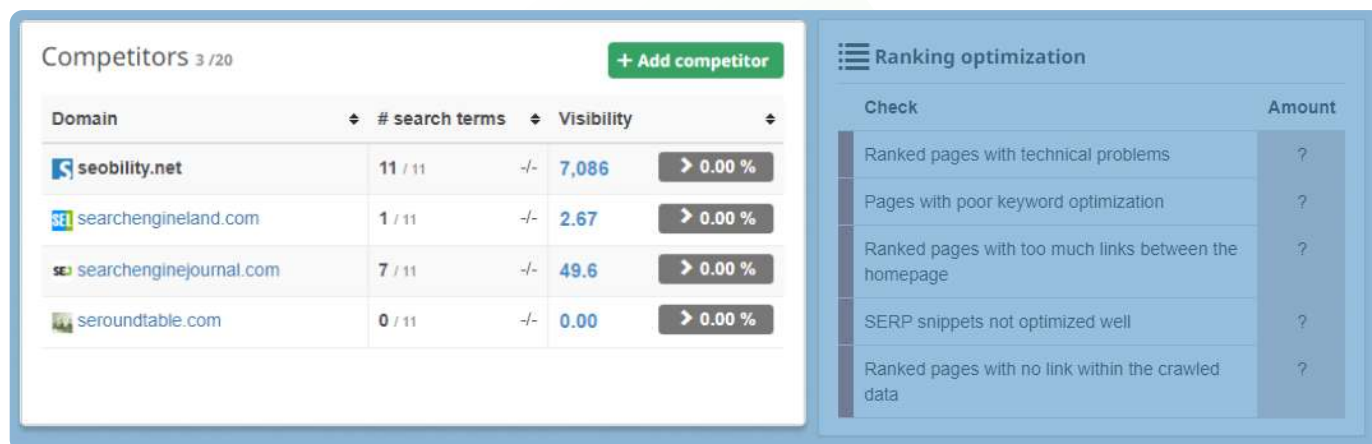 Competitors 3 /20
+ Add competitor
Domain # search terms Visibility
seobility.net 11 / 11 -/- 7,086 0.00 %
SEL searchengineland.com 1 / 11 -/- 2.67 0.00 %
SEJ searchenginejournal.com 7 / 11 -/- 49.6 0.00 %
seroundtable.com 0 / 11 -/- 0.00 0.00 %
Ranking optimization
Check Amount
Ranked pages with technical problems ?
Pages with poor keyword optimization ?
Ranked pages with too much links between the ?
homepage
SERP snippets not optimized well ?
Ranked pages with no link within the crawled ?
data